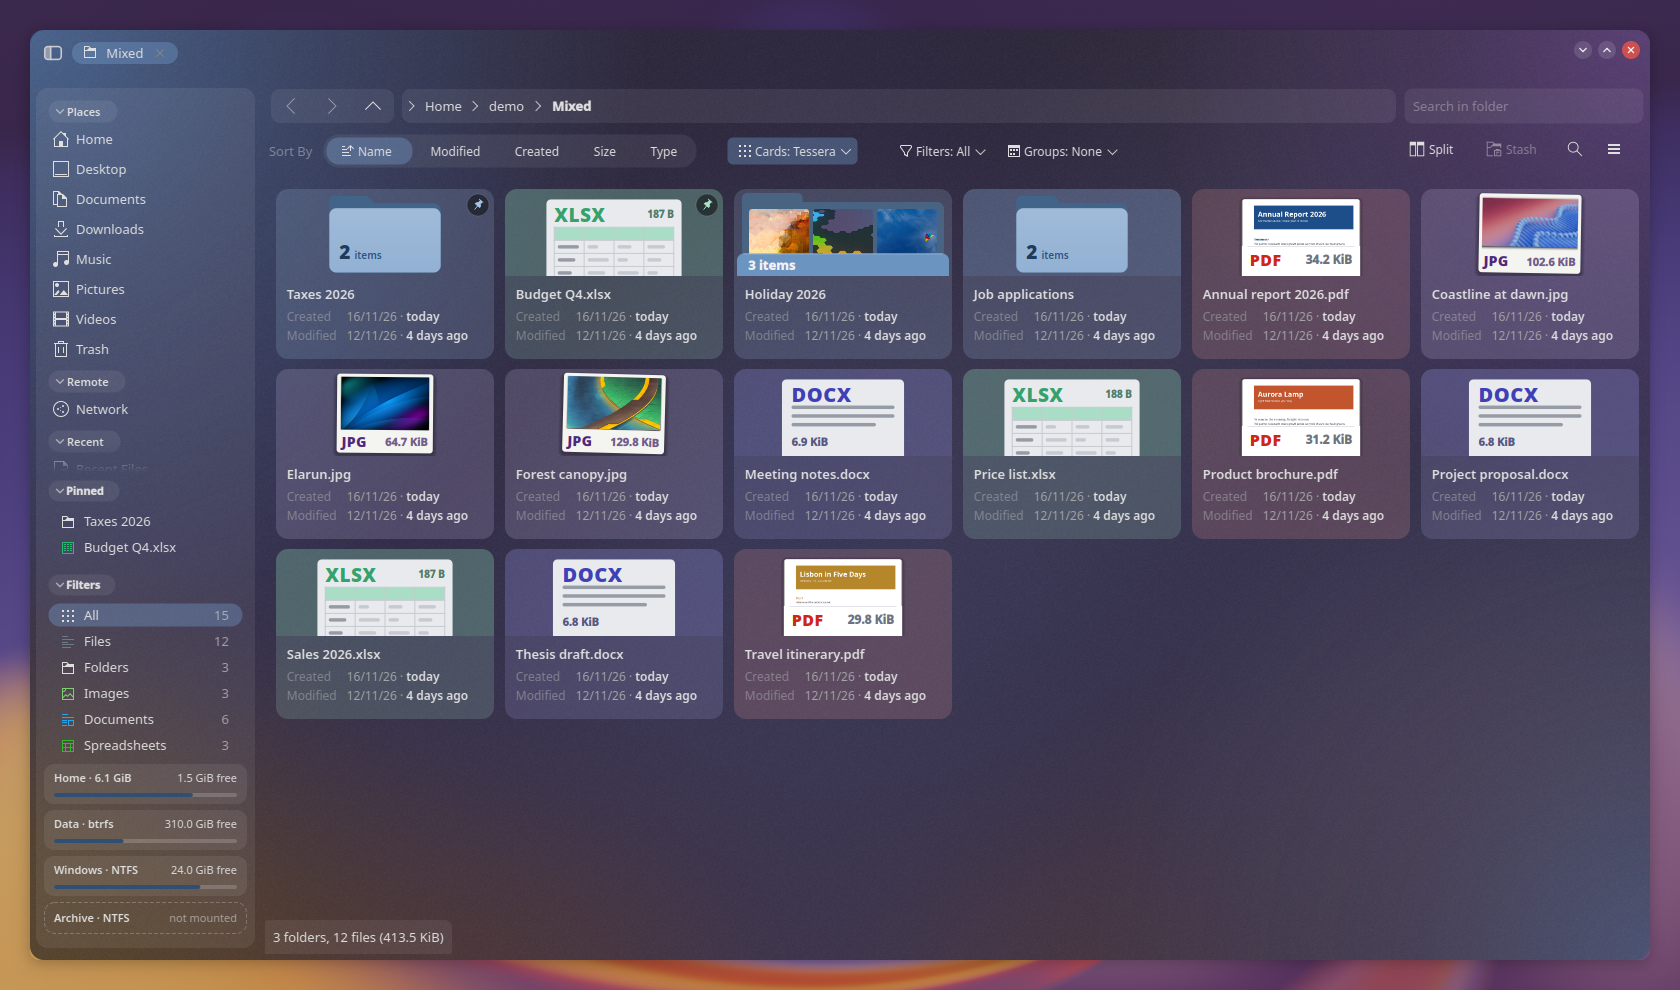 Mixed
Places
Home
Desktop
Documents
Downloads
Music
Pictures
Videos
Trash
Remote
Network
Recent
Recent Files
Pinned
Taxes 2026
Budget Q4.xlsx
Filters
All 15
Files 12
Folders 3
Images 3
Documents 6
Spreadsheets 3
Home · 6.1 GiB 1.5 GiB free
Data · btrfs 310.0 GiB free
Windows · NTFS 24.0 GiB free
Archive · NTFS not mounted
Home demo Mixed
Search in folder
Sort By Name Modified Created Size Type Cards: Tessera Filters: All Groups: None Split Stash
2 items
Taxes 2026
Created 16/11/26 · today
Modified 12/11/26 · 4 days ago
XLSX 187 B
Budget Q4.xlsx
Created 16/11/26 · today
Modified 12/11/26 · 4 days ago
3 items
Holiday 2026
Created 16/11/26 · today
Modified 12/11/26 · 4 days ago
2 items
Job applications
Created 16/11/26 · today
Modified 12/11/26 · 4 days ago
Annual Report 2026
PDF 34.2 KiB
Annual report 2026.pdf
Created 16/11/26 · today
Modified 12/11/26 · 4 days ago
JPG 102.6 KiB
Coastline at dawn.jpg
Created 16/11/26 · today
Modified 12/11/26 · 4 days ago
JPG 64.7 KiB
Elarun.jpg
Created 16/11/26 · today
Modified 12/11/26 · 4 days ago
JPG 129.8 KiB
Forest canopy.jpg
Created 16/11/26 · today
Modified 12/11/26 · 4 days ago
DOCX
6.9 KiB
Meeting notes.docx
Created 16/11/26 · today
Modified 12/11/26 · 4 days ago
XLSX 188 B
Price list.xlsx
Created 16/11/26 · today
Modified 12/11/26 · 4 days ago
Aurora Lamp
PDF 31.2 KiB
Product brochure.pdf
Created 16/11/26 · today
Modified 12/11/26 · 4 days ago
DOCX
6.8 KiB
Project proposal.docx
Created 16/11/26 · today
Modified 12/11/26 · 4 days ago
XLSX 187 B
Sales 2026.xlsx
Created 16/11/26 · today
Modified 12/11/26 · 4 days ago
DOCX
6.8 KiB
Thesis draft.docx
Created 16/11/26 · today
Modified 12/11/26 · 4 days ago
Lisbon in Five Days
PDF 29.8 KiB
Travel itinerary.pdf
Created 16/11/26 · today
Modified 12/11/26 · 4 days ago
3 folders, 12 files (413.5 KiB)